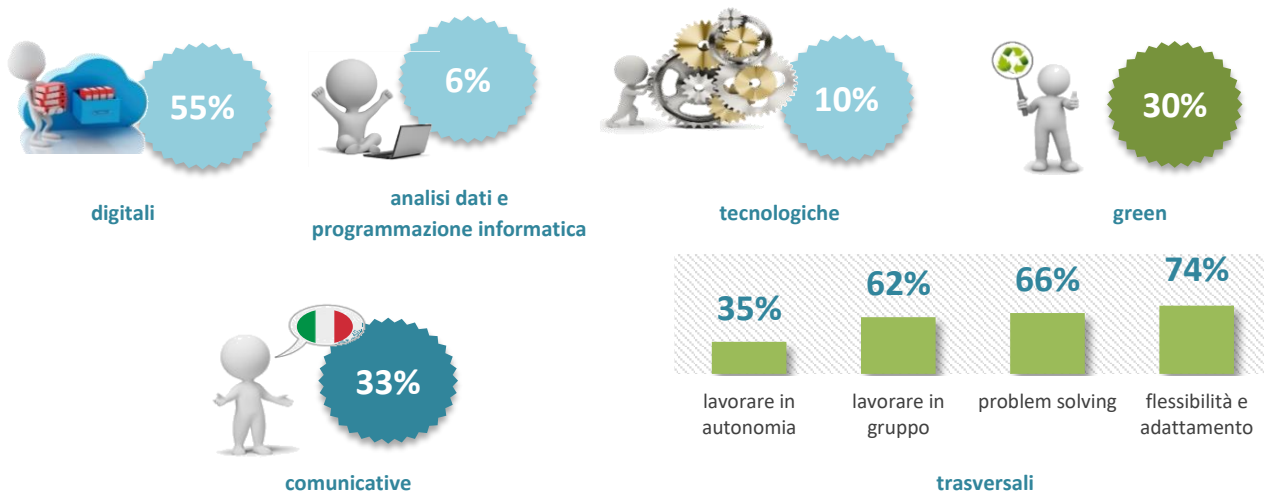 55%
6%
10%
30%
digitali
analisi dati e
programmazione informatica
tecnologiche
green
33%
comunicative
35%
62%
66%
74%
lavorare in
autonomia
lavorare in
gruppo
problem solving
flessibilità e
adattamento
trasversali